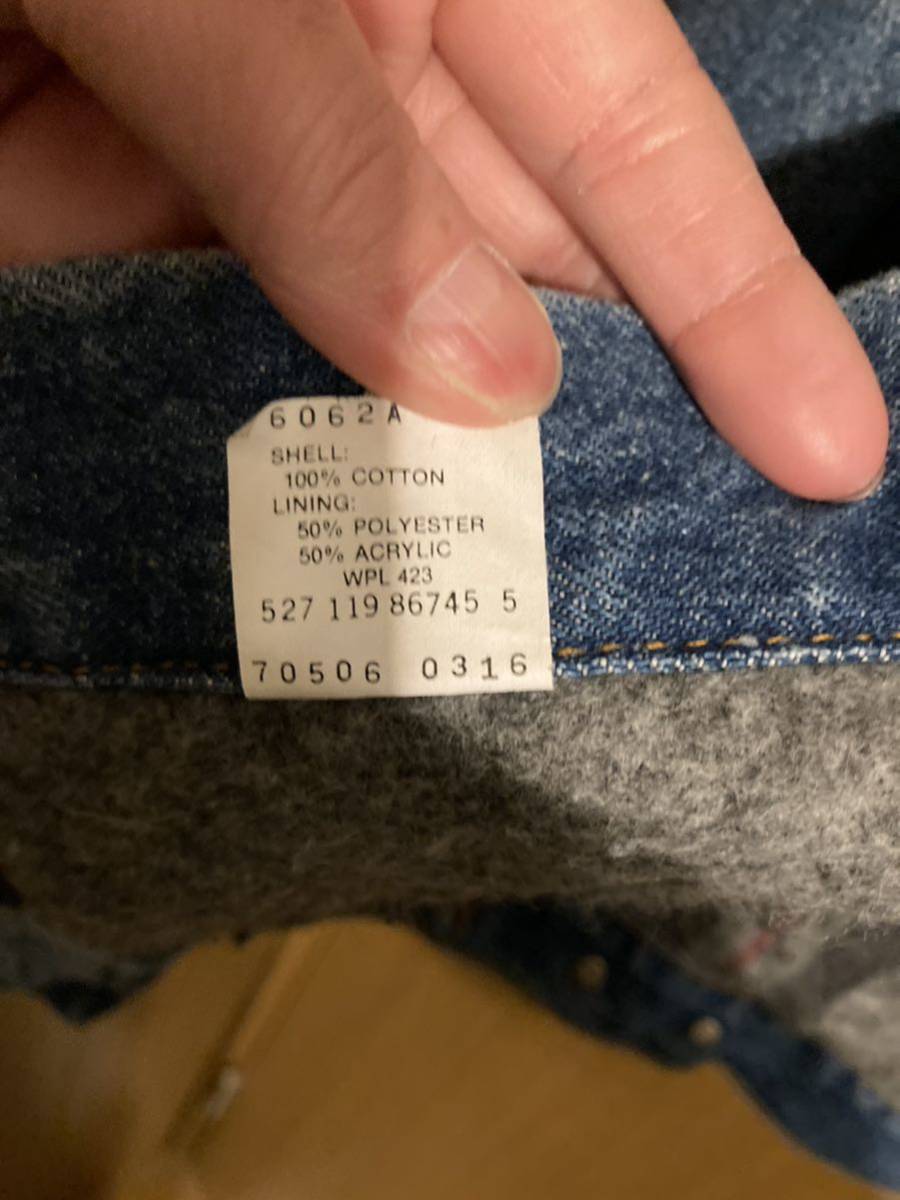 6062A
SHELL:
100% COTTON
LINING:
50% POLYESTER
50% ACRYLIC
WPL 423
527 119 86745 5
70506 0316